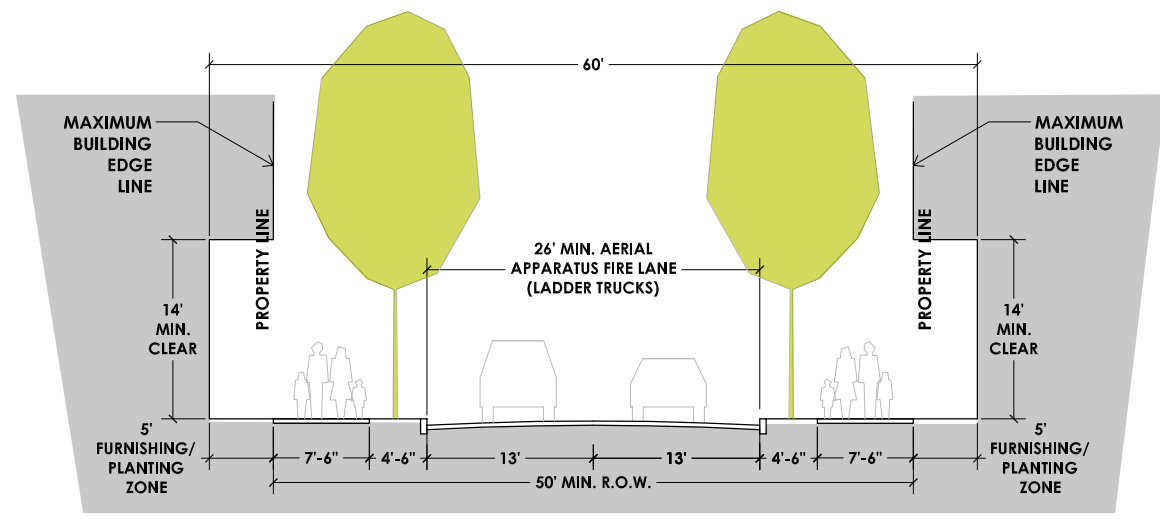 60'
MAXIMUM
BUILDING
EDGE
LINE
MAXIMUM
BUILDING
EDGE
LINE
PROPERTY LINE
26' MIN. AERIAL
APPARATUS FIRE LANE
(LADDER TRUCKS)
PROPERTY LINE
14'
MIN.
CLEAR
14'
MIN.
CLEAR
5'
FURNISHING/
PLANTING
ZONE
7'-6"
4'-6"
13'
13'
4'-6"
7'-6"
5'
FURNISHING/
PLANTING
ZONE
50' MIN. R.O.W.